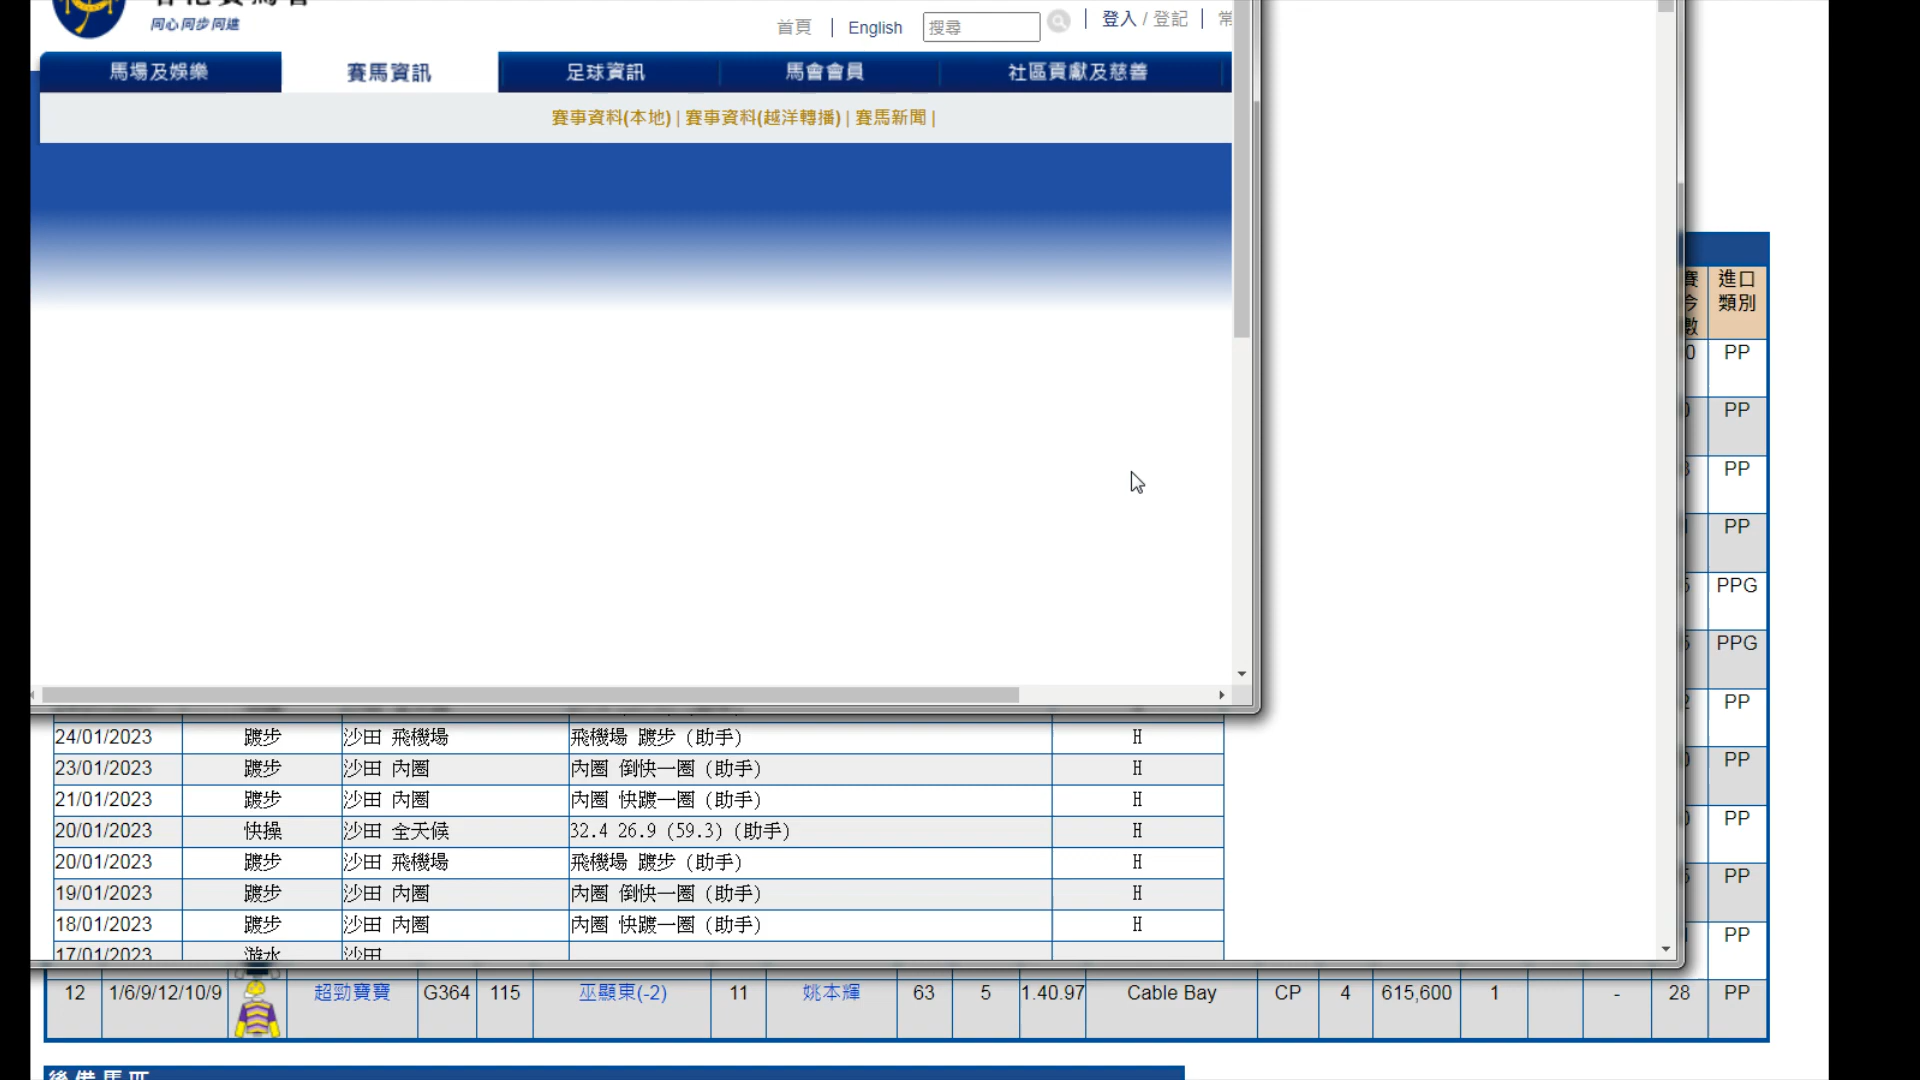 同心同步同進
首頁 | English 搜尋 登入 / 登記
馬場及娛樂 賽馬資訊 足球資訊 馬會會員 社區貢獻及慈善
賽事資料(本地) | 賽事資料(越洋轉播) | 賽馬新聞 |
進口
類別
PP
PP
PP
PP
PPG
PPG
PP
PP
PP
PP
PP
24/01/2023 踱步 沙田 飛機場 飛機場 踱步 (助手) H
23/01/2023 踱步 沙田 內圈 內圈 倒快一圈 (助手) H
21/01/2023 踱步 沙田 內圈 內圈 快踱一圈 (助手) H
20/01/2023 快操 沙田 全天候 32.4 26.9 (59.3) (助手) H
20/01/2023 踱步 沙田 飛機場 飛機場 踱步 (助手) H
19/01/2023 踱步 沙田 內圈 內圈 倒快一圈 (助手) H
18/01/2023 踱步 沙田 內圈 內圈 快踱一圈 (助手) H
17/01/2023 游水 沙田
12 1/6/9/12/10/9 超勁寶寶 G364 115 巫顯東(-2) 11 姚本輝 63 5 1.40.97 Cable Bay CP 4 615,600 1 - 28 PP